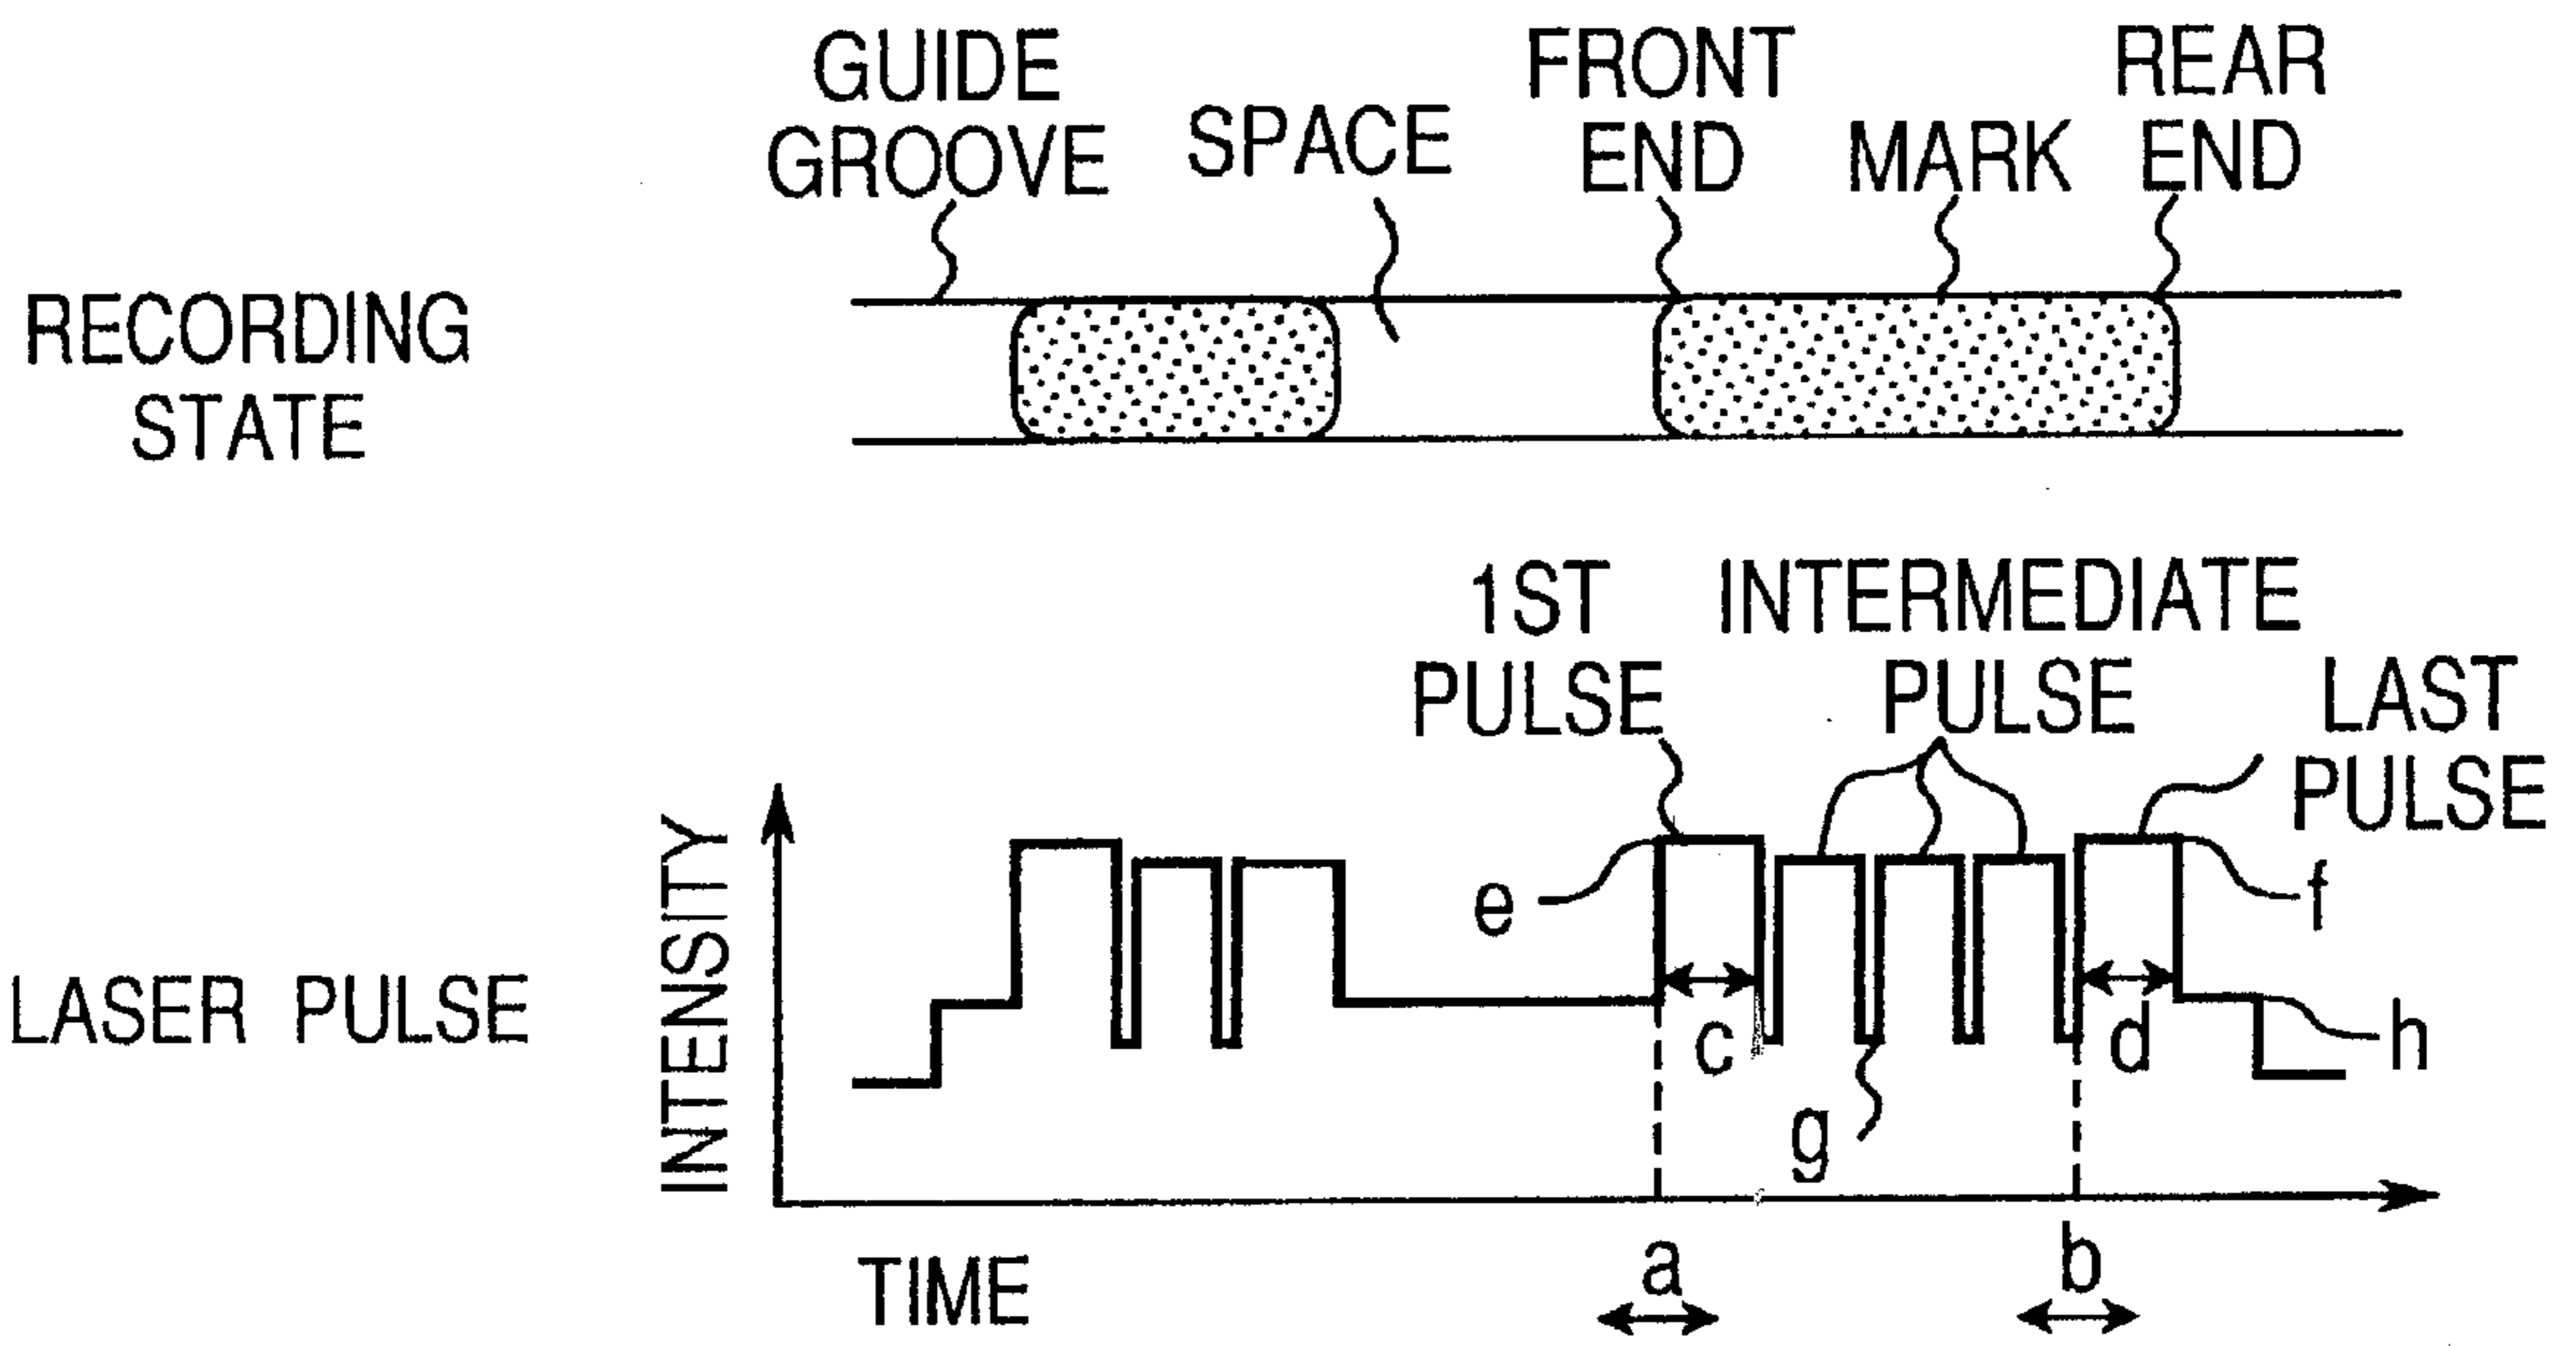 GUIDE
GROOVE
SPACE
FRONT
END
MARK
REAR
END
RECORDING
STATE
1ST
PULSE
INTERMEDIATE
PULSE
LAST
PULSE
LASER PULSE
INTENSITY
e
f
c
d
h
g
TIME
a
b